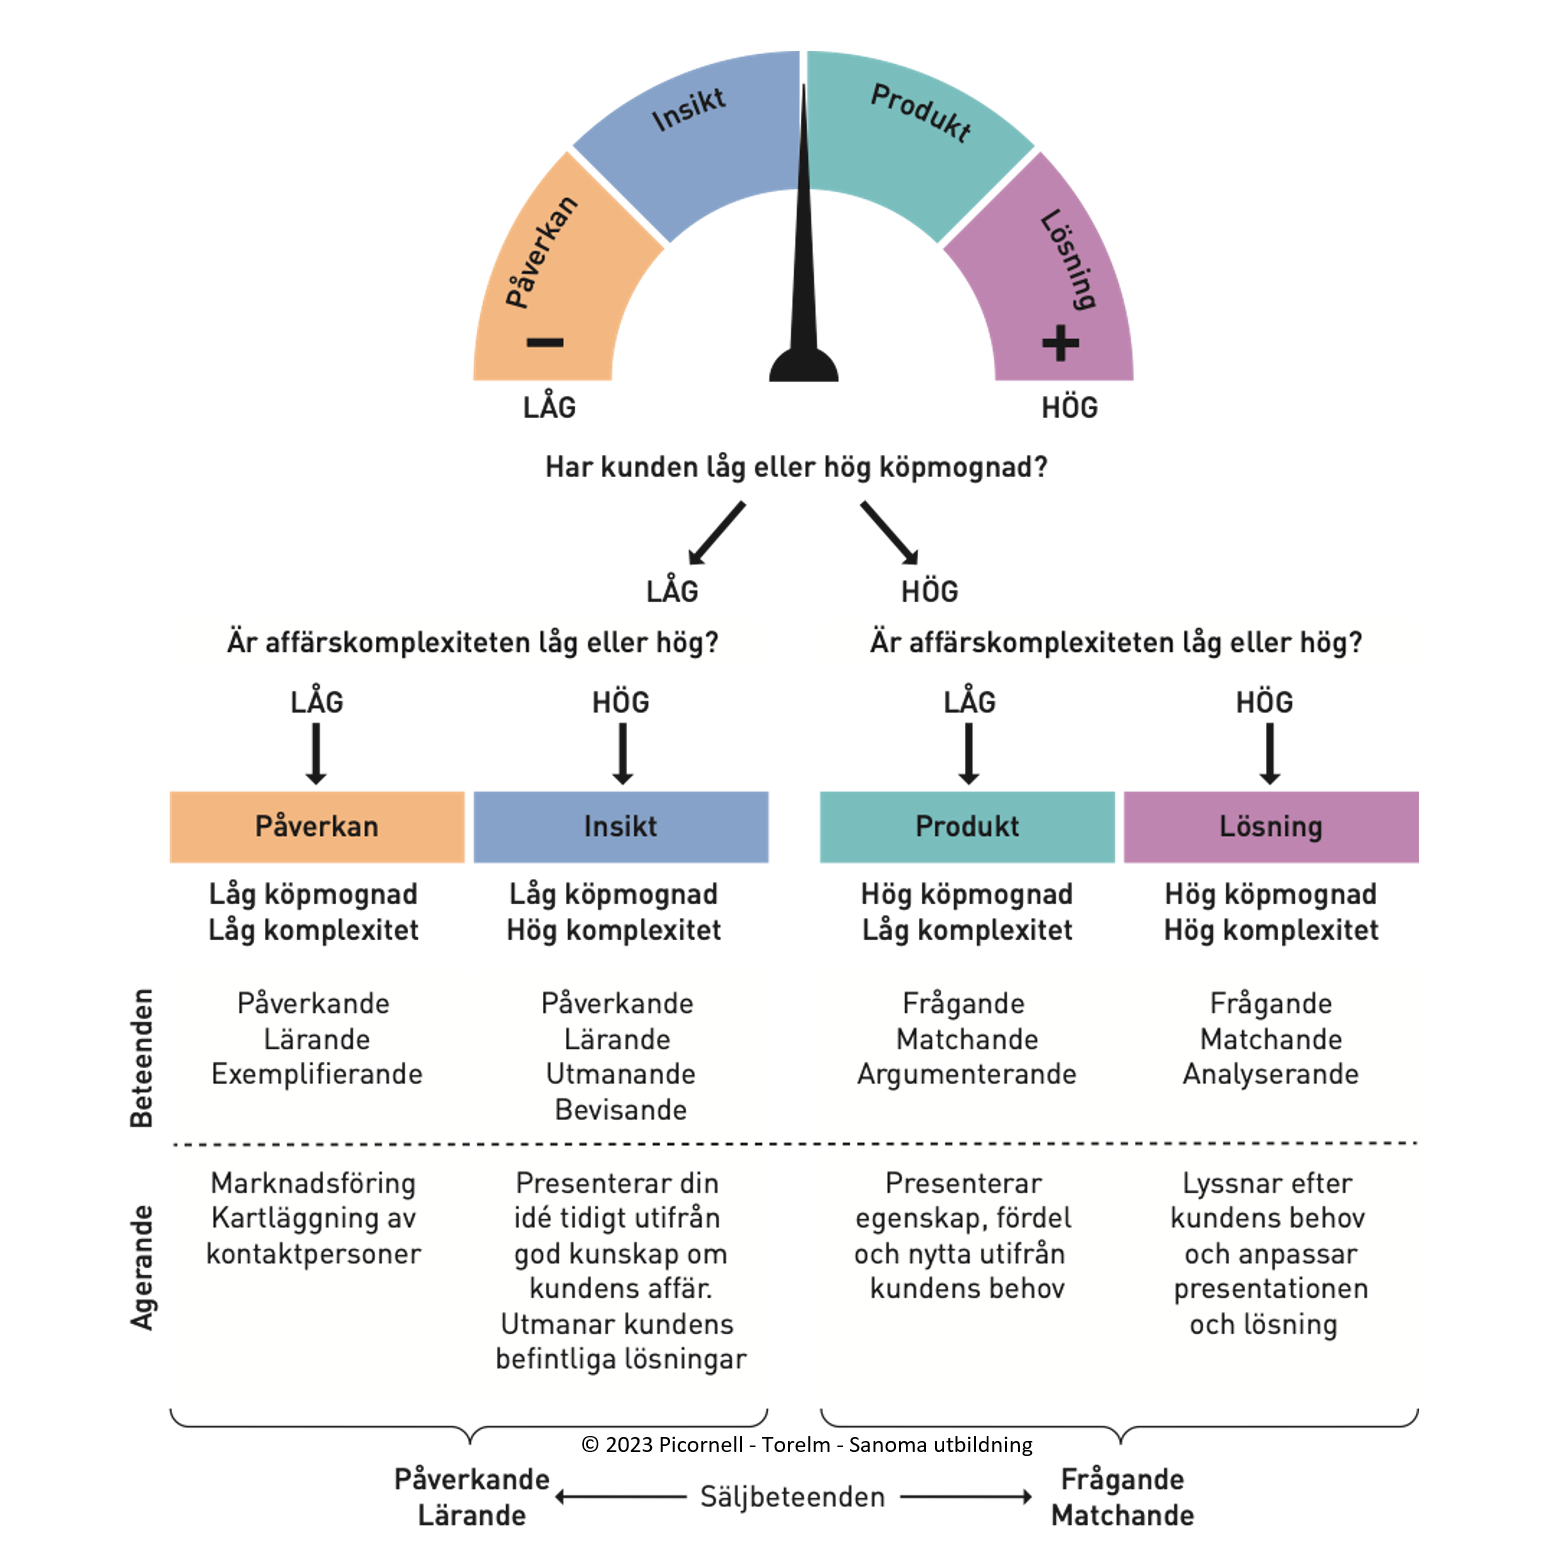 Påverkan
Insikt
Produkt
Lösning
−
+
LÅG
HÖG
Har kunden låg eller hög köpmognad?
LÅG
HÖG
Är affärskomplexiteten låg eller hög?
Är affärskomplexiteten låg eller hög?
LÅG
HÖG
LÅG
HÖG
Påverkan
Insikt
Produkt
Lösning
Låg köpmognad
Låg komplexitet
Låg köpmognad
Hög komplexitet
Hög köpmognad
Låg komplexitet
Hög köpmognad
Hög komplexitet
Beteenden
Påverkande
Lärande
Exemplifierande
Påverkande
Lärande
Utmanande
Bevisande
Frågande
Matchande
Argumenterande
Frågande
Matchande
Analyserande
Agerande
Marknadsföring
Kartläggning av
kontaktpersoner
Presenterar din
idé tidigt utifrån
god kunskap om
kundens affär.
Utmanar kundens
befintliga lösningar
Presenterar
egenskap, fördel
och nytta utifrån
kundens behov
Lyssnar efter
kundens behov
och anpassar
presentationen
och lösning
© 2023 Picornell - Torelm - Sanoma utbildning
Påverkande
Lärande
Säljbeteenden
Frågande
Matchande